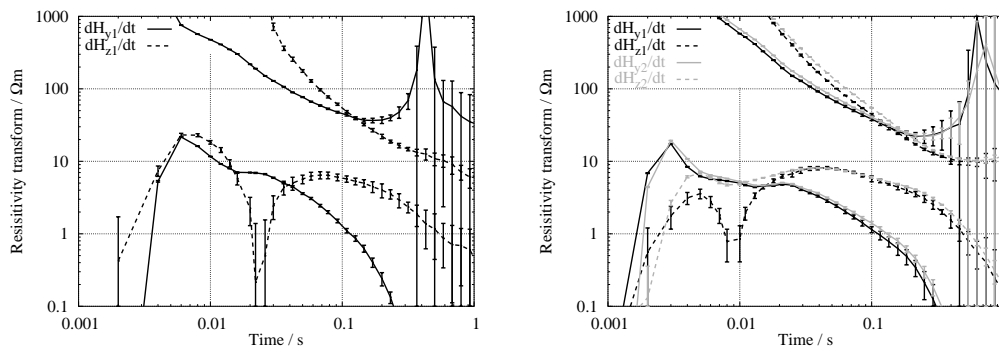 1000
100
10
1
0.1
0.001
0.01
0.1
1
Resisitivity transform / Ωm
Time / s
dHy1/dt
dHz1/dt
1000
100
10
1
0.1
0.001
0.01
0.1
Resisitivity transform / Ωm
Time / s
dHy1/dt
dHz1/dt
dHy2/dt
dHz2/dt